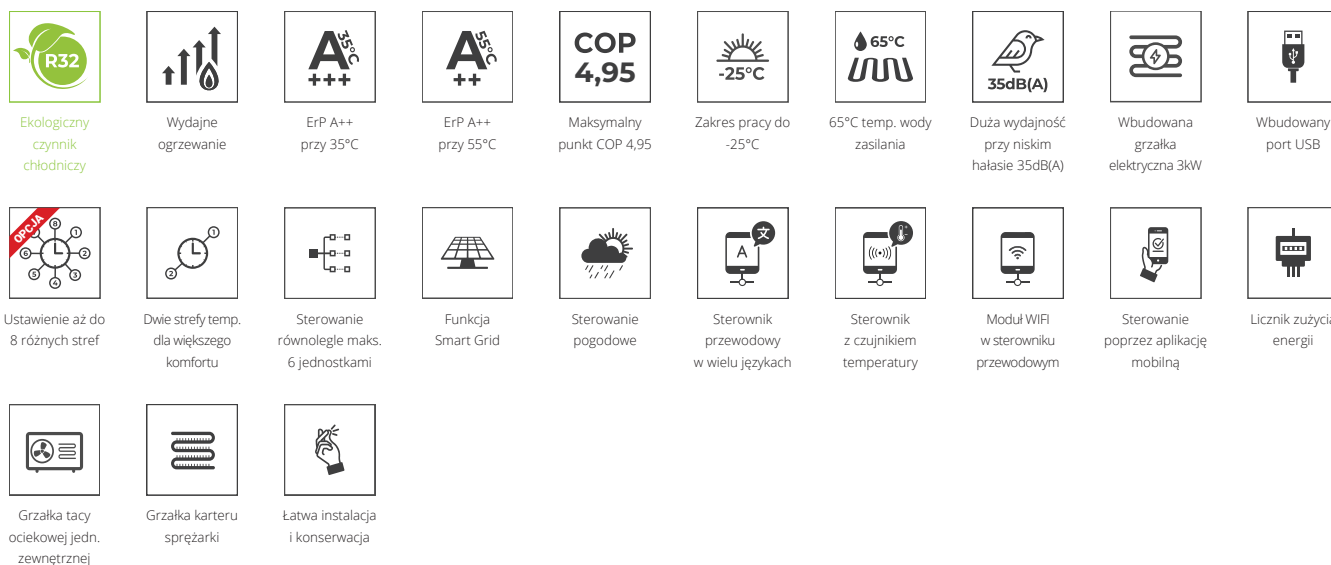 R32
Ekologiczny
czynnik
chłodniczy
Wydajne
ogrzewanie
A 35°C
+++
ErP A++
przy 35°C
A 55°C
++
ErP A++
przy 55°C
COP
4,95
Maksymalny
punkt COP 4,95
-25°C
Zakres pracy do
-25°C
65°C
65°C temp. wody
zasilania
35dB(A)
Duża wydajność
przy niskim
hałasie 35dB(A)
Wbudowana
grzałka
elektryczna 3kW
Wbudowany
port USB
OPCJA
8
1
2
3
4
5
6
Ustawienie aż do
8 różnych stref
1
2
Dwie strefy temp.
dla większego
komfortu
Sterowanie
równolegle maks.
6 jednostkami
Funkcja
Smart Grid
Sterowanie
pogodowe
A 文
Sterownik
przewodowy
w wielu językach
Sterownik
z czujnikiem
temperatury
Moduł WIFI
w sterowniku
przewodowym
Sterowanie
poprzez aplikację
mobilną
Licznik zużycia
energii
Grzałka tacy
ociekowej jedn.
zewnętrznej
Grzałka karteru
sprężarki
Łatwa instalacja
i konserwacja